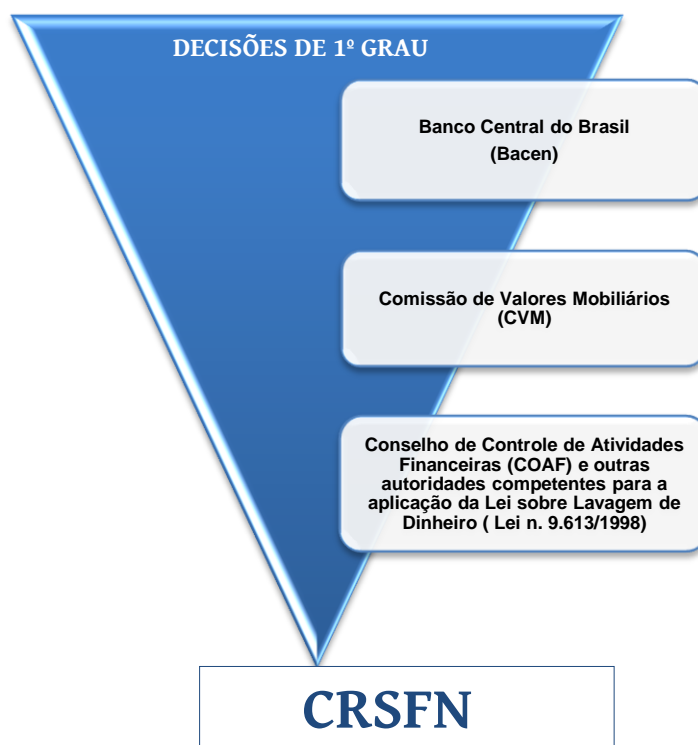 DECISÕES DE 1º GRAU
Banco Central do Brasil
(Bacen)
Comissão de Valores Mobiliários
(CVM)
Conselho de Controle de Atividades
Financeiras (COAF) e outras
autoridades competentes para a
aplicação da Lei sobre Lavagem de
Dinheiro ( Lei n. 9.613/1998)
CRSFN